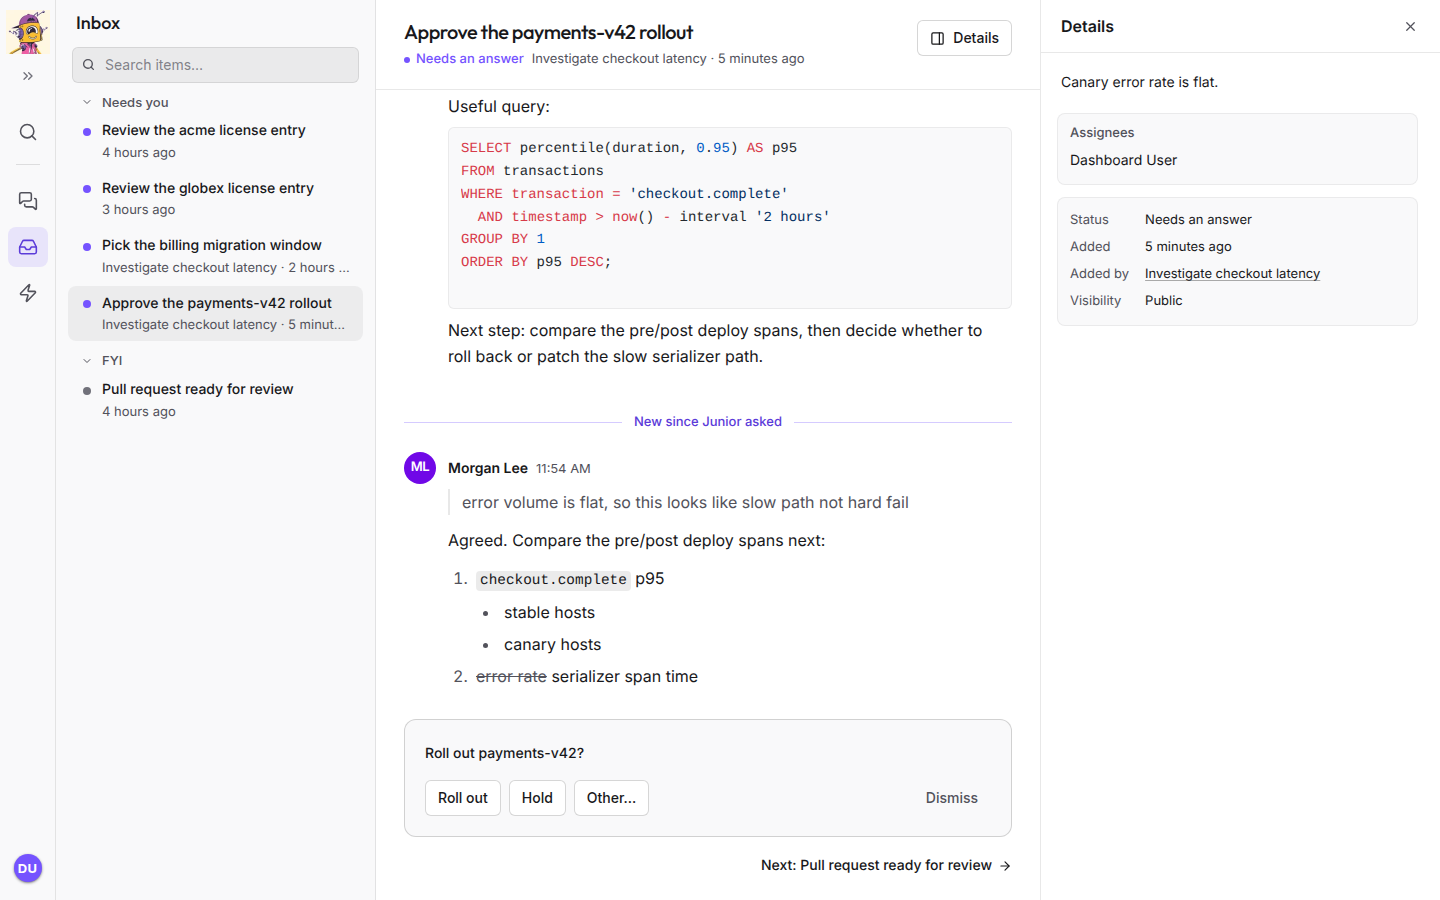 Inbox
Search items...
Needs you
Review the acme license entry
4 hours ago
Review the globex license entry
3 hours ago
Pick the billing migration window
Investigate checkout latency · 2 hours ...
Approve the payments-v42 rollout
Investigate checkout latency · 5 minut...
FYI
Pull request ready for review
4 hours ago
DU
Approve the payments-v42 rollout
Needs an answer Investigate checkout latency · 5 minutes ago
Details
Useful query:
SELECT percentile(duration, 0.95) AS p95
FROM transactions
WHERE transaction = 'checkout.complete'
AND timestamp > now() - interval '2 hours'
GROUP BY 1
ORDER BY p95 DESC;
Next step: compare the pre/post deploy spans, then decide whether to
roll back or patch the slow serializer path.
New since Junior asked
ML
Morgan Lee 11:54 AM
error volume is flat, so this looks like slow path not hard fail
Agreed. Compare the pre/post deploy spans next:
1. checkout.complete p95
• stable hosts
• canary hosts
2. error rate serializer span time
Roll out payments-v42?
Roll out
Hold
Other...
Dismiss
Next: Pull request ready for review →
Details
Canary error rate is flat.
Assignees
Dashboard User
Status Needs an answer
Added 5 minutes ago
Added by Investigate checkout latency
Visibility Public